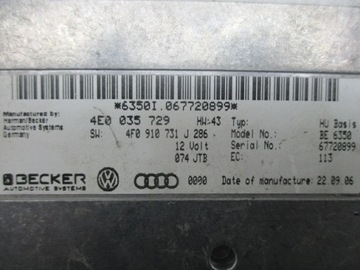 *6350I.067720899*
Manufactured by:
Harman/Becker
Automotive Systems
4E0 035 729 HW:43 Typ: HU Basis
SW: 4F0 910 731 J 286 Model No.: BE 6350
12 Volt Serial No.: 67720899
074 JTB EC: 113
BECKER
AUTOMOTIVE SYSTEMS
0000 Date of manufacture: 22 09.06